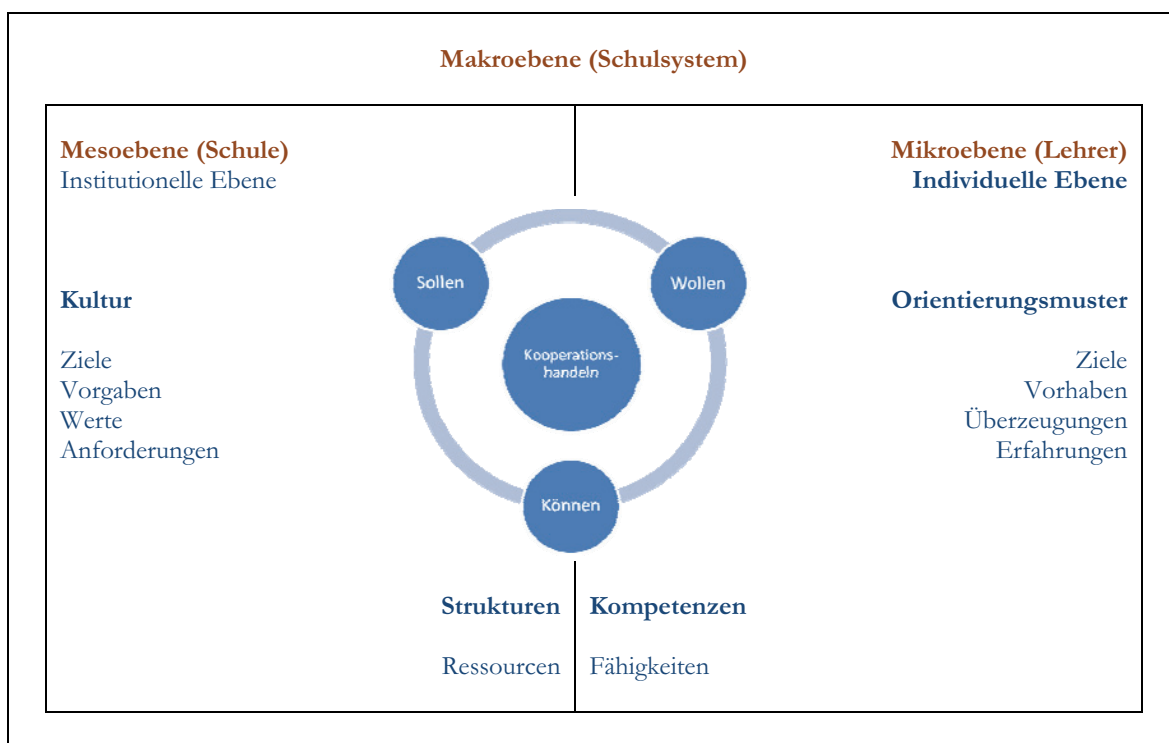 Makroebene (Schulsystem)
Mesoebene (Schule)
Institutionelle Ebene
Mikroebene (Lehrer)
Individuelle Ebene
Sollen
Wollen
Kultur
Orientierungsmuster
Kooperations-
handeln
Ziele
Vorgaben
Werte
Anforderungen
Ziele
Vorhaben
Überzeugungen
Erfahrungen
Können
Strukturen
Kompetenzen
Ressourcen
Fähigkeiten